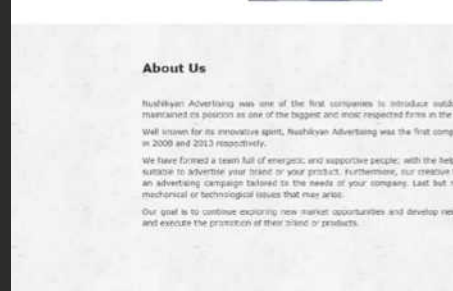 About Us
Nushikyan Advertising was one of the first companies to introduce outd
maintained its position as one of the biggest and most respected firms in the
Well known for its innovative spirit, Nushikyan Advertising was the first comp
in 2008 and 2013 respectively.
We have formed a team full of energetic and supportive people; with the help
suitable to advertise your brand or your product. Furthermore, our creative
an advertising campaign tailored to the needs of your company. Last but
mechanical or technological issues that may arise.
Our goal is to continue exploring new market opportunities and develop
and execute the promotion of their brand or products.